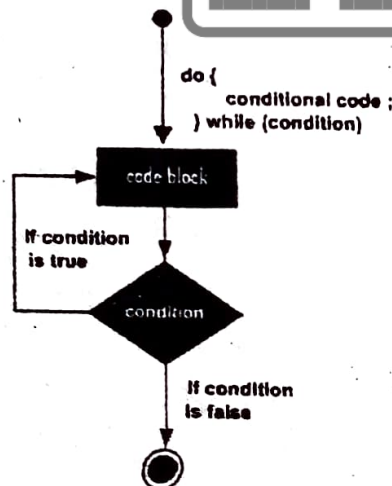 do {
conditional code ;
} while (condition)
code block
If condition
is true
condition
If condition
is false